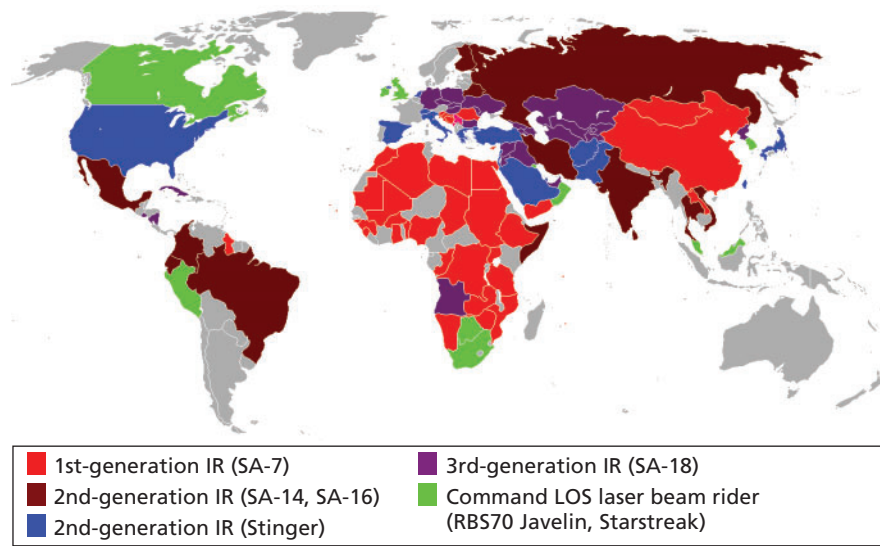 1st-generation IR (SA-7)
2nd-generation IR (SA-14, SA-16)
2nd-generation IR (Stinger)
3rd-generation IR (SA-18)
Command LOS laser beam rider
(RBS70 Javelin, Starstreak)